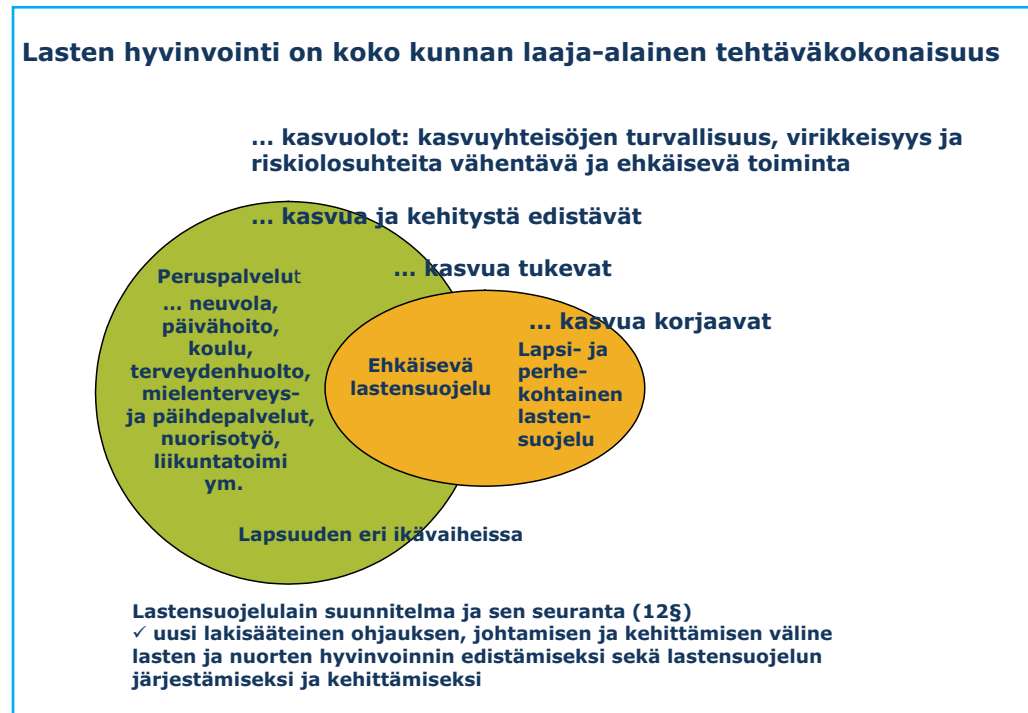 Lasten hyvinvointi on koko kunnan laaja-alainen tehtäväkokonaisuus
... kasvuolot: kasvuyhteisöjen turvallisuus, virikkeisyys ja
riskiolosuhteita vähentävä ja ehkäisevä toiminta
... kasvua ja kehitystä edistävät
... kasvua tukevat
... kasvua korjaavat
Peruspalvelut
... neuvola,
päivähoito,
koulu,
terveydenhuolto,
mielenterveys-
ja päihdepalvelut,
nuorisotyö,
liikuntatoimi
ym.
Ehkäisevä
lastensuojelu
Lapsi- ja
perhe-
kohtainen
lasten-
suojelu
Lapsuuden eri ikävaiheissa
Lastensuojelulain suunnitelma ja sen seuranta (12§)
✓ uusi lakisääteinen ohjauksen, johtamisen ja kehittämisen väline
lasten ja nuorten hyvinvoinnin edistämiseksi sekä lastensuojelun
järjestämiseksi ja kehittämiseksi